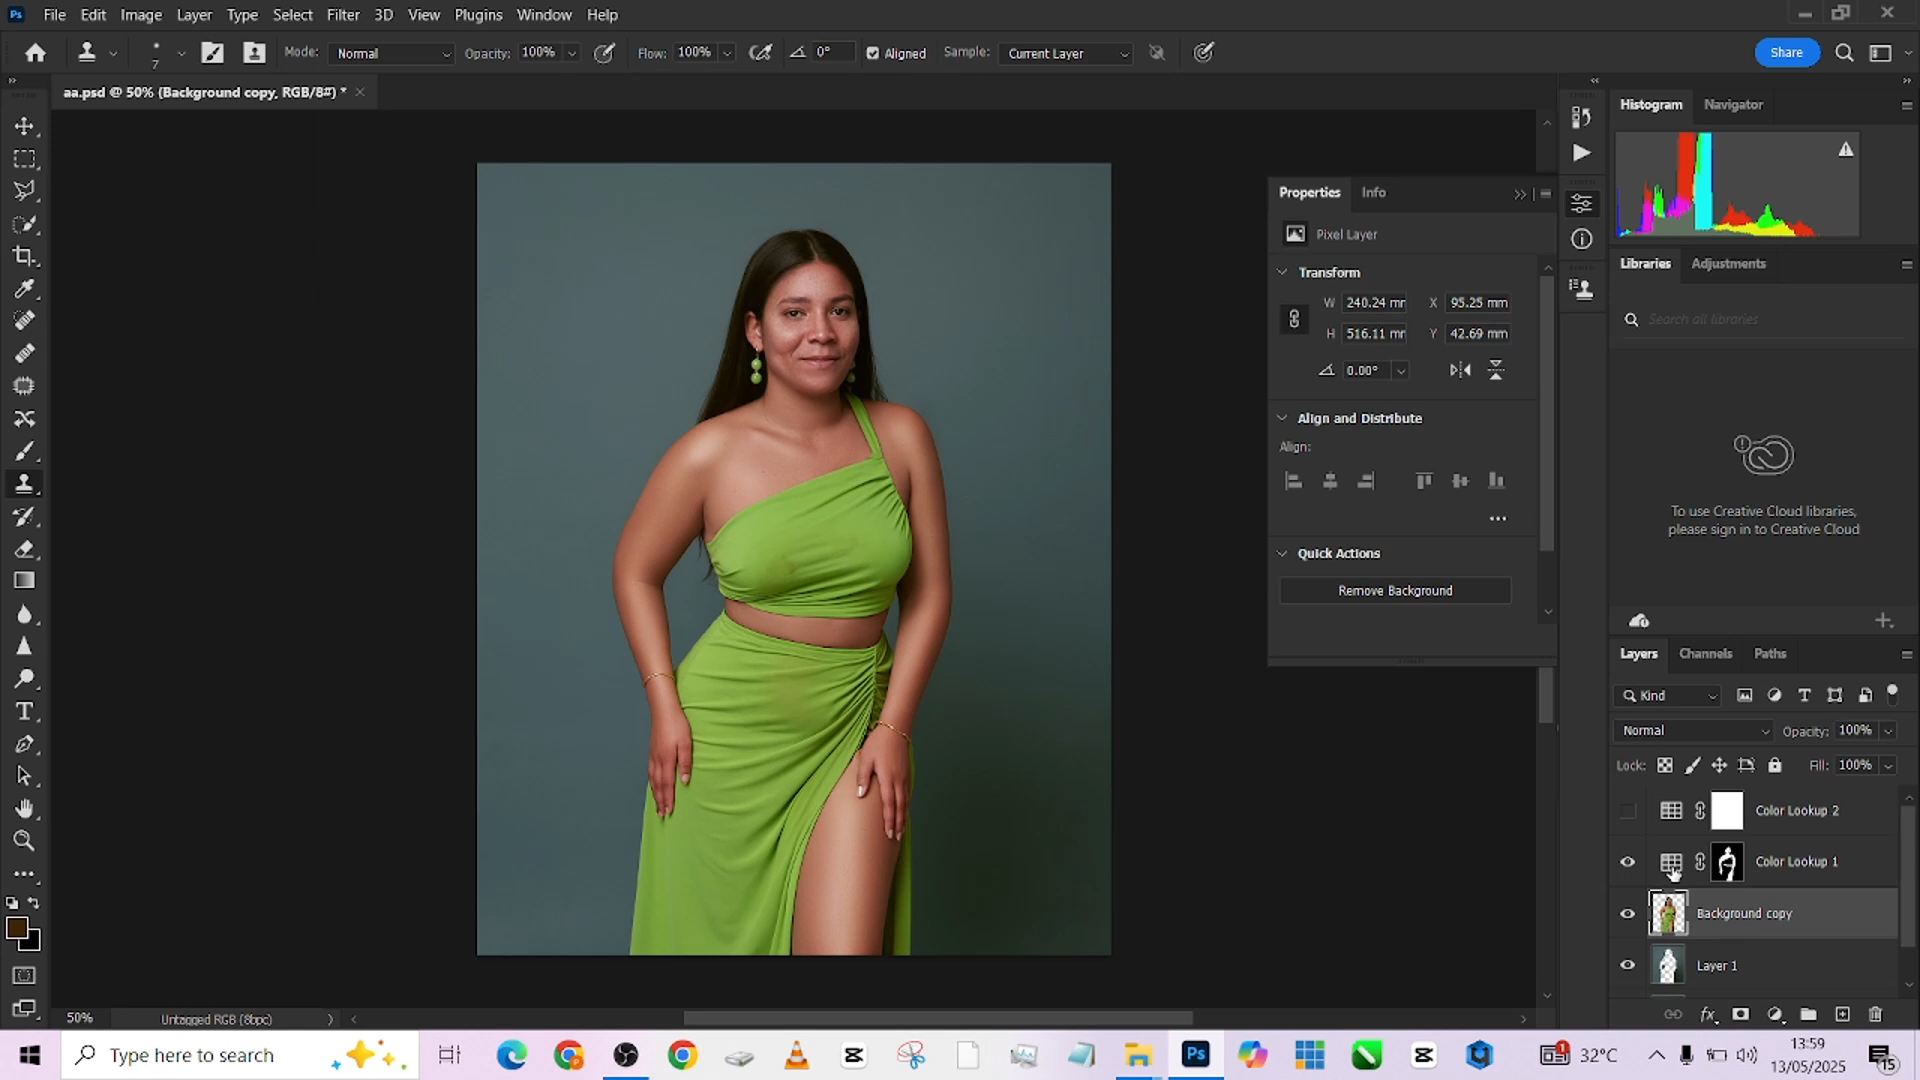 File Edit Image Layer Type Select Filter 3D View Plugins Window Help
7 Mode: Normal Opacity: 100% Flow: 100% 0° Aligned Sample: Current Layer Share
aa.psd @ 50% (Background copy, RGB/8#) *
Histogram Navigator
Properties Info
Pixel Layer
Transform
W 240.24 mr X 95.25 mm
H 516.11 mr Y 42.69 mm
0.00°
Align and Distribute
Align:
Quick Actions
Remove Background
Libraries Adjustments
Search all libraries
To use Creative Cloud libraries,
please sign in to Creative Cloud
Layers Channels Paths
Kind
Normal Opacity: 100%
Lock: Fill: 100%
Color Lookup 2
Color Lookup 1
Background copy
Layer 1
fx
50% Untagged RGB (8bpc)
Type here to search
32°C
13:59
13/05/2025
15